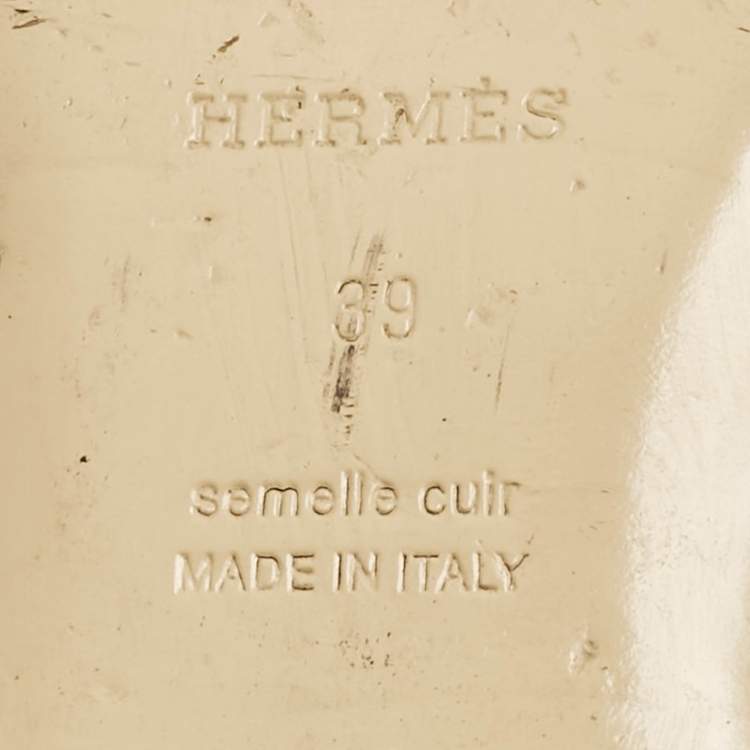 HERMÈS
39
semelle cuir
MADE IN ITALY